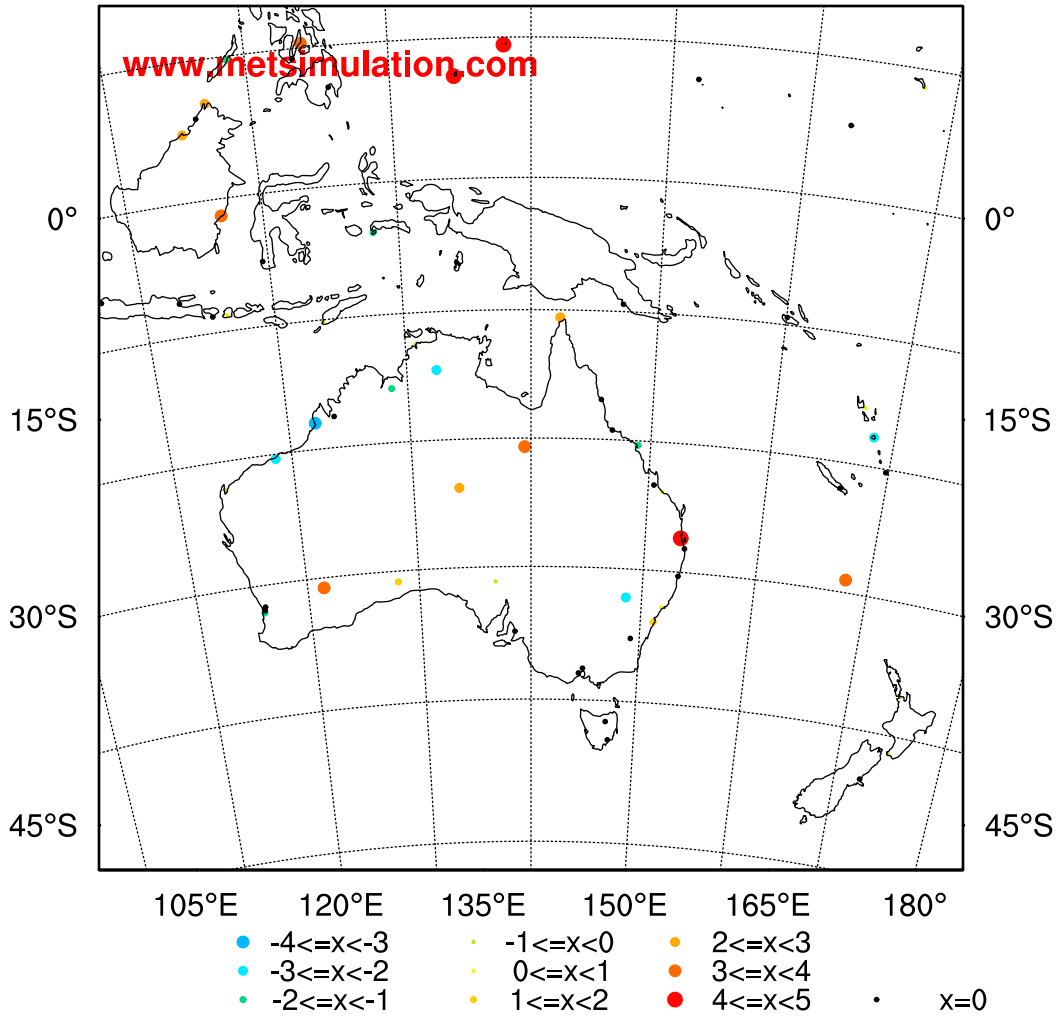 www.metsimulation.com
0° 0°
15°S 15°S
30°S 30°S
45°S 45°S
105°E 120°E 135°E 150°E 165°E 180°
-4<=x<-3 -1<=x<0 2<=x<3
-3<=x<-2 0<=x<1 3<=x<4
-2<=x<-1 1<=x<2 4<=x<5 x=0